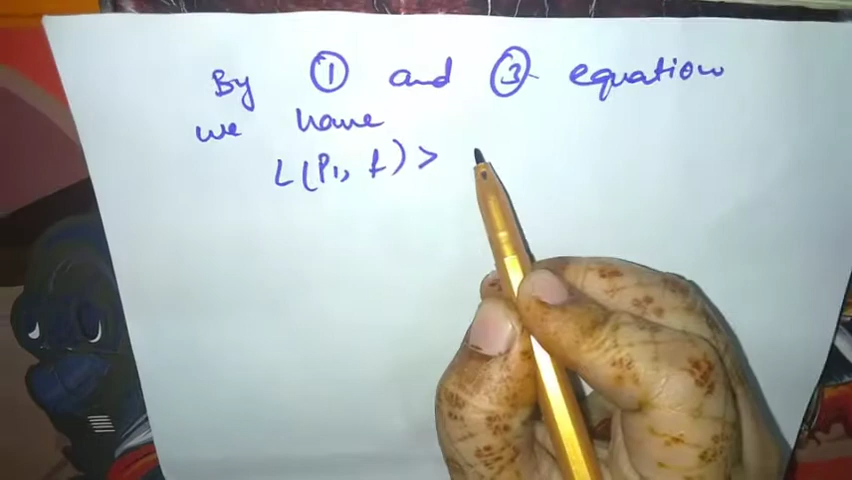 By ① and ③ equation
we have
L(P₁, f) >